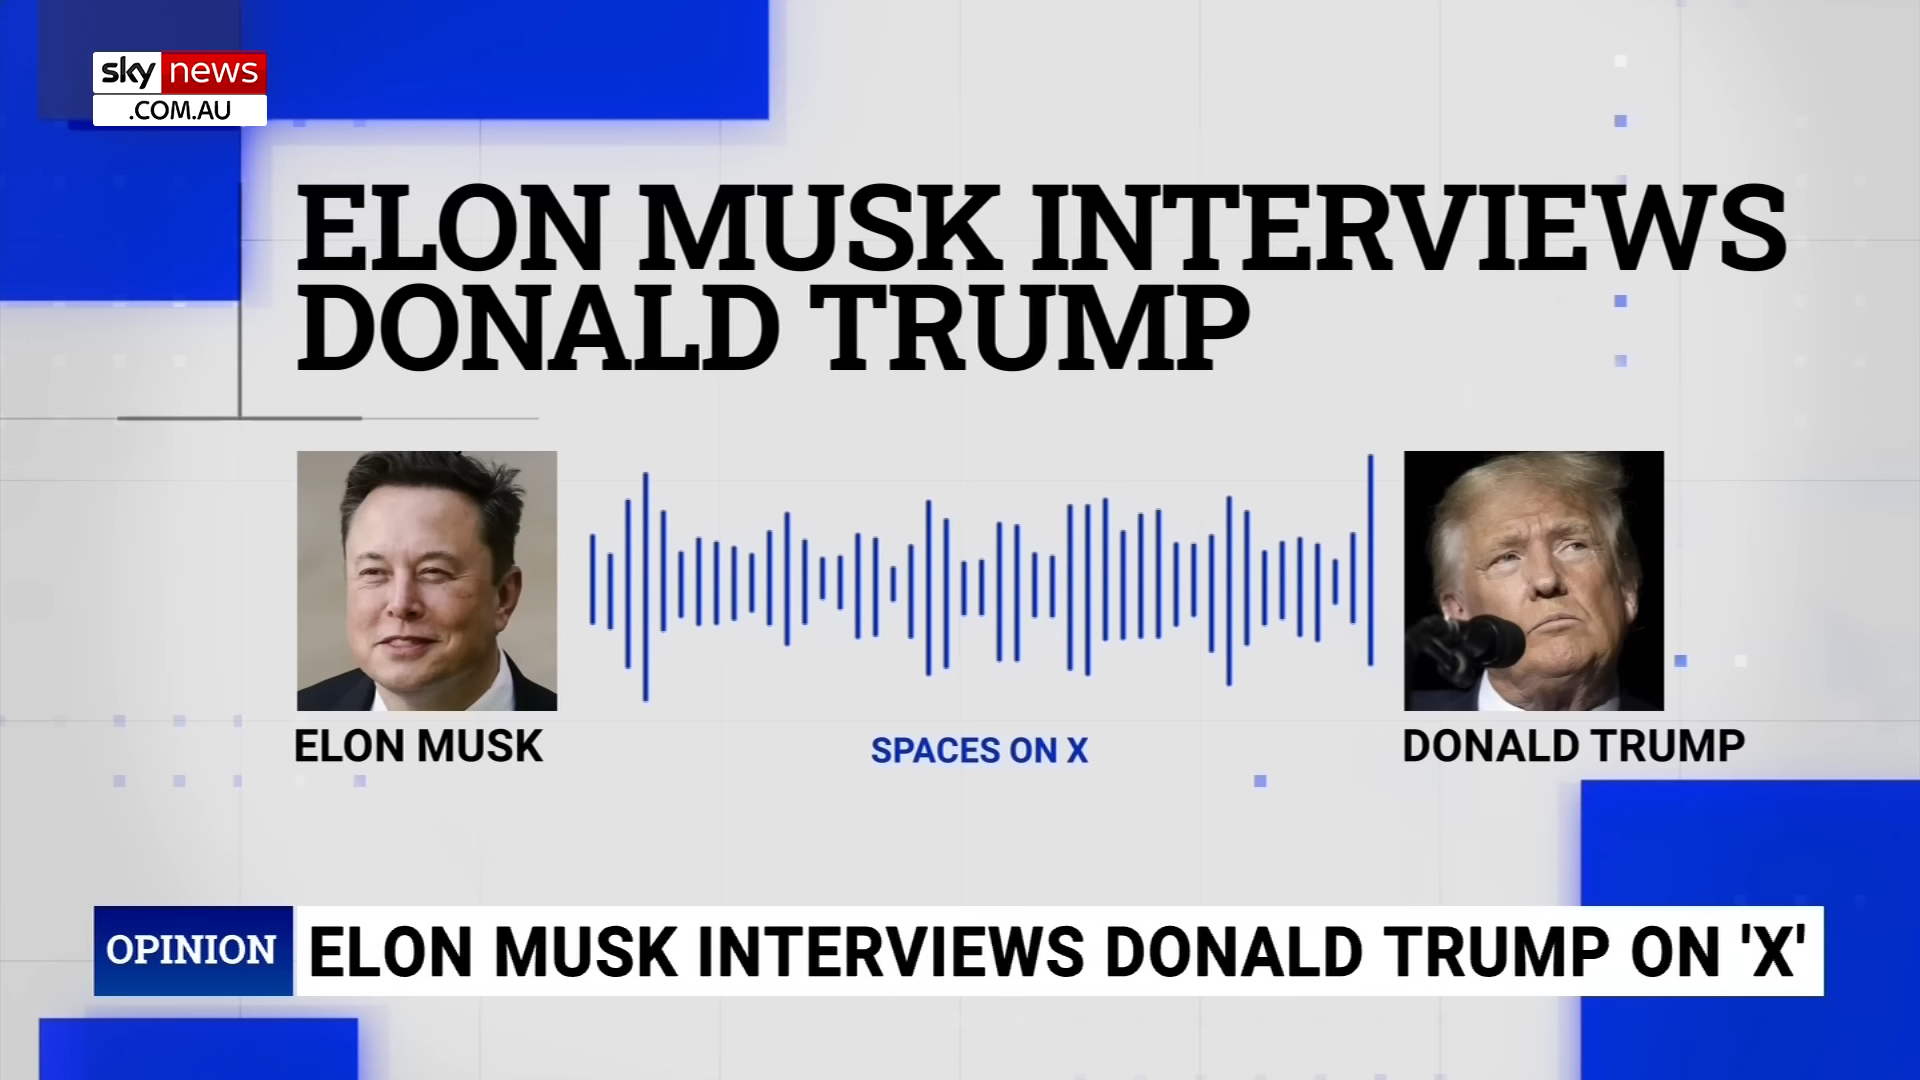 sky news
.COM.AU
ELON MUSK INTERVIEWS
DONALD TRUMP
ELON MUSK
SPACES ON X
DONALD TRUMP
OPINION
ELON MUSK INTERVIEWS DONALD TRUMP ON 'X'